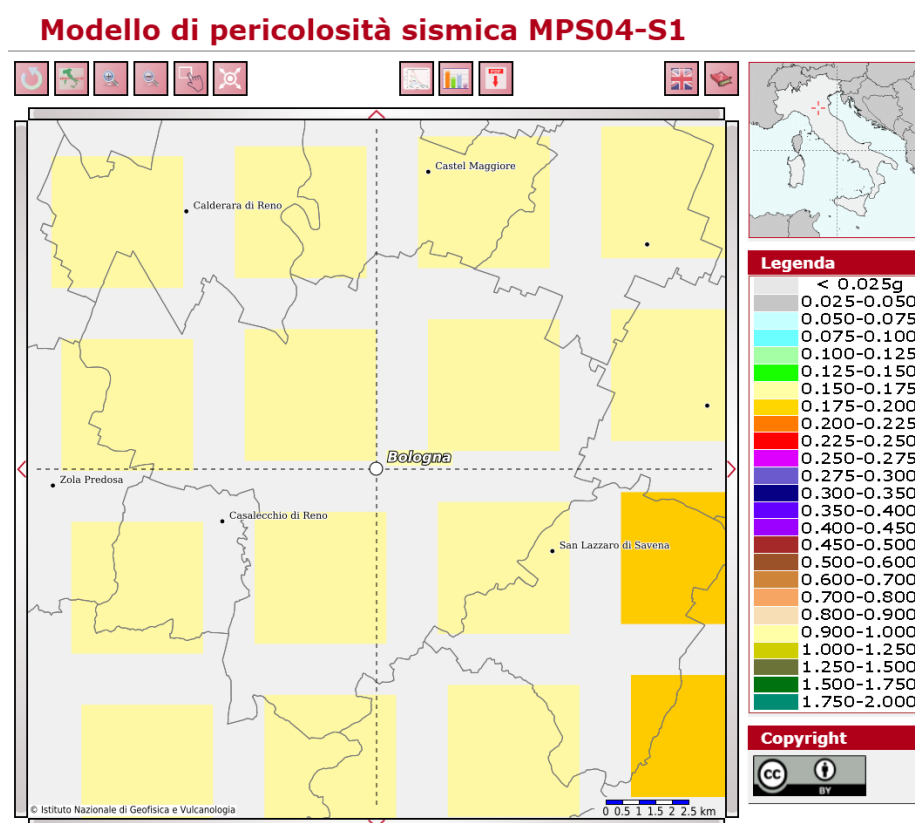 Modello di pericolosità sismica MPS04-S1
PDF
Castel Maggiore
Calderara di Reno
Bologna
Zola Predosa
Casalecchio di Reno
San Lazzaro di Savena
© Istituto Nazionale di Geofisica e Vulcanologia
0 0.5 1 1.5 2 2.5 km
Legenda
< 0.025g
0.025-0.050
0.050-0.075
0.075-0.100
0.100-0.125
0.125-0.150
0.150-0.175
0.175-0.200
0.200-0.225
0.225-0.250
0.250-0.275
0.275-0.300
0.300-0.350
0.350-0.400
0.400-0.450
0.450-0.500
0.500-0.600
0.600-0.700
0.700-0.800
0.800-0.900
0.900-1.000
1.000-1.250
1.250-1.500
1.500-1.750
1.750-2.000
Copyright
cc
BY